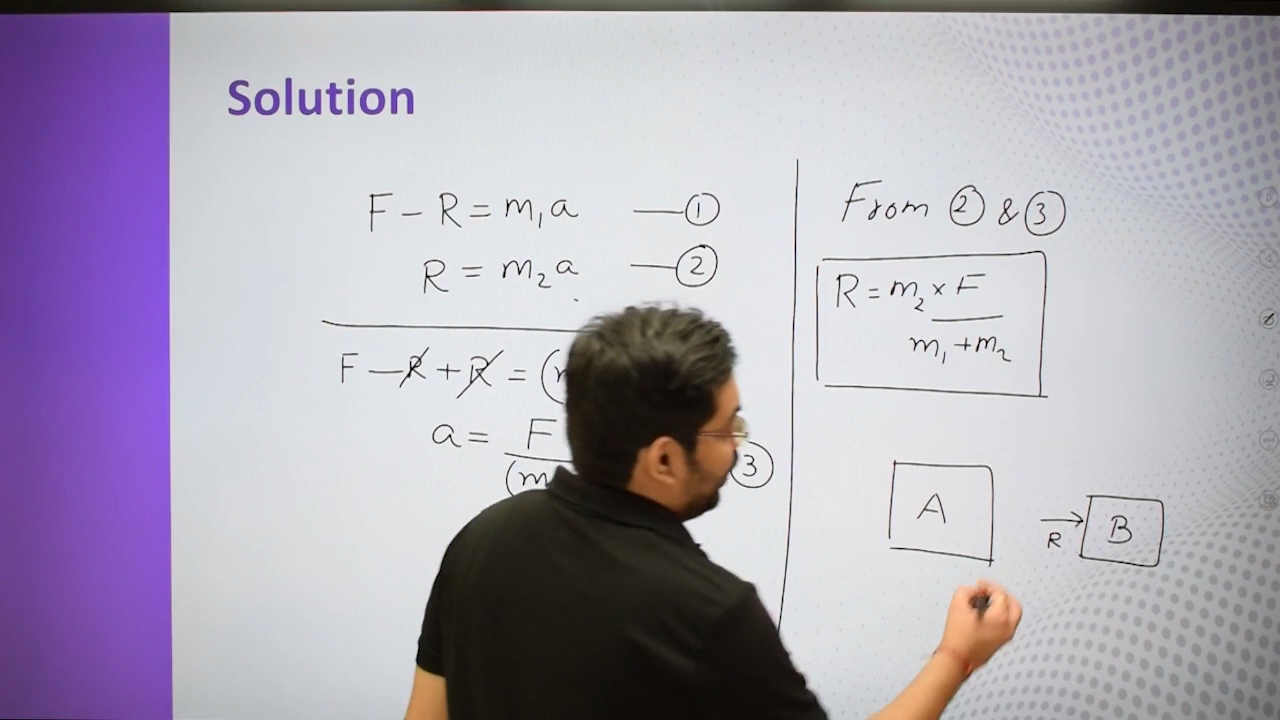 Solution
F - R = m₁a —①
R = m₂a —②
F - R + R = (
a = F
(m
③
From ② & ③
R = m₂ × F
m₁ + m₂
A
R
B